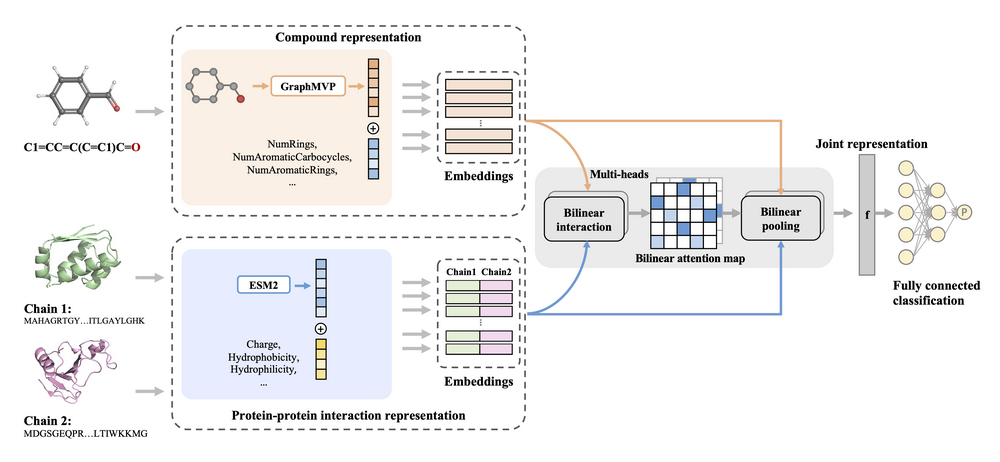 Compound representation
GraphMVP
C1=CC=C(C=C1)C=O
NumRings,
NumAromaticCarbocycles,
NumAromaticRings,
...
Embeddings
Multi-heads
Bilinear
interaction
Bilinear attention map
Bilinear
pooling
Joint representation
f
P
Fully connected
classification
Chain 1:
MAHAGRTGY...ITLGAYLGHK
Chain 2:
MDGSGEQPR...LTIWKKMG
ESM2
Charge,
Hydrophobicity,
Hydrophilicity,
...
Chain1 Chain2
Embeddings
Protein-protein interaction representation